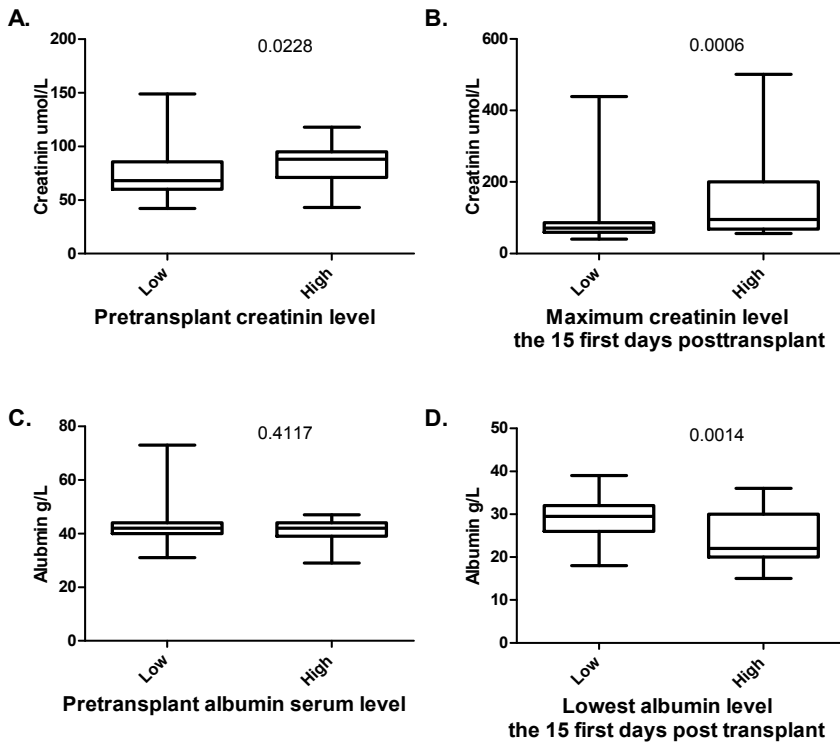 A.
0.0228
200
150
100
50
0
Creatinin umol/L
Low
High
Pretransplant creatinin level
B.
0.0006
600
400
200
0
Creatinin umol/L
Low
High
Maximum creatinin level
the 15 first days posttransplant
C.
0.4117
80
60
40
20
0
Alubmin g/L
Low
High
Pretransplant albumin serum level
D.
0.0014
50
40
30
20
10
0
Albumin g/L
Low
High
Lowest albumin level
the 15 first days post transplant